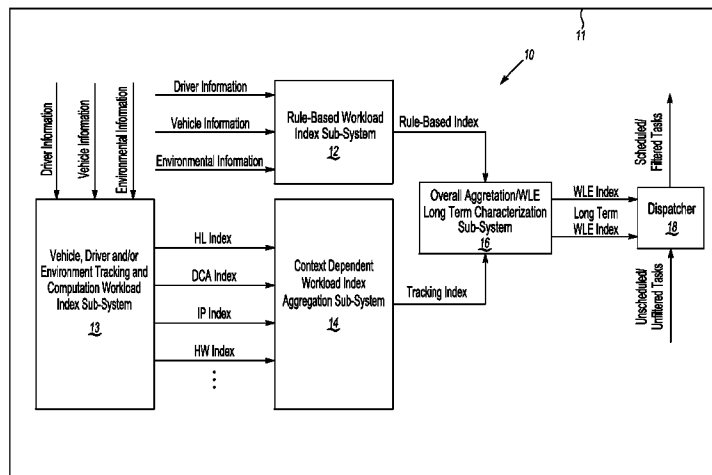 11
10
Driver Information
Vehicle Information
Environmental Information
Driver Information
Vehicle Information
Environmental Information
Rule-Based Workload
Index Sub-System
12
Rule-Based Index
Scheduled/
Filtered Tasks
Overall Aggretation/WLE
Long Term Characterization
Sub-System
16
WLE Index
Long Term
WLE Index
Dispatcher
18
Vehicle, Driver and/or
Environment Tracking and
Computation Workload
Index Sub-System
13
HL Index
DCA Index
IP Index
HW Index
Context Dependent
Workload Index
Aggregation Sub-System
14
Tracking Index
Unscheduled/
Unfiltered Tasks